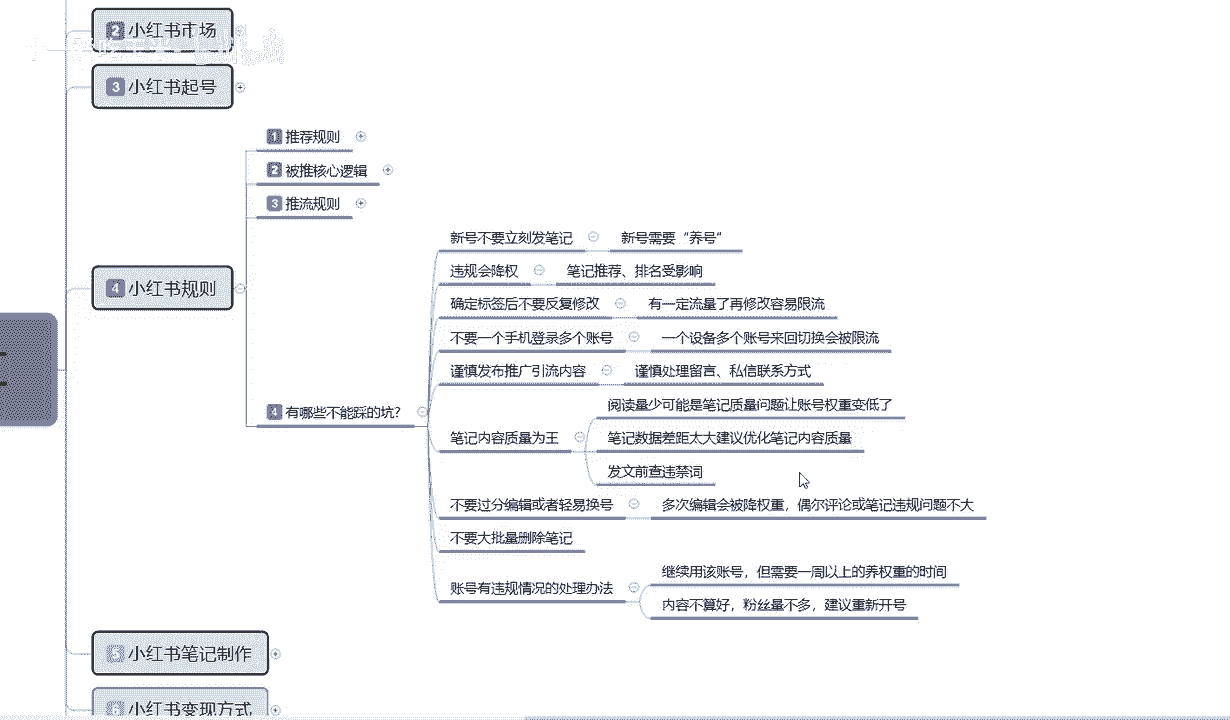 2 小红书市场
3 小红书起号
4 小红书规则
1 推荐规则
2 被推核心逻辑
3 推流规则
4 有哪些不能踩的坑?
新号不要立刻发笔记
新号需要“养号”
违规会降权
笔记推荐、排名受影响
确定标签后不要反复修改
有一定流量了再修改容易限流
不要一个手机登录多个账号
一个设备多个账号来回切换会被限流
谨慎发布推广引流内容
谨慎处理留言、私信联系方式
笔记内容质量为王
阅读量少可能是笔记质量问题让账号权重变低了
笔记数据差距太大建议优化笔记内容质量
发文前查违禁词
不要过分编辑或者轻易换号
多次编辑会被降权重，偶尔评论或笔记违规问题不大
不要大批量删除笔记
账号有违规情况的处理办法
继续用该账号，但需要一周以上的养权重的时间
内容不算好，粉丝量不多，建议重新开号
5 小红书笔记制作
6 小红书变现方式